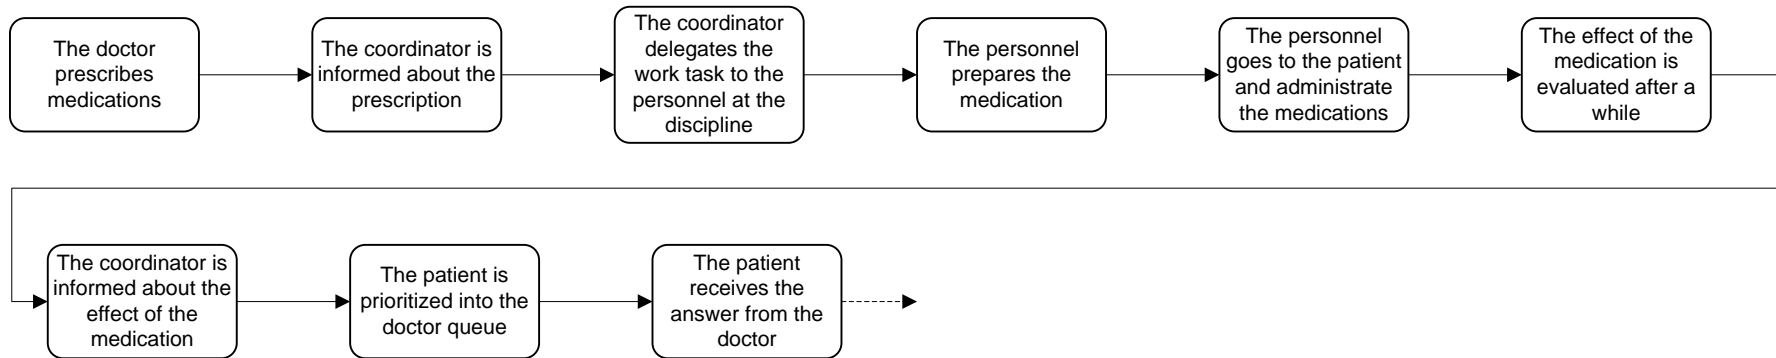 The doctor
prescribes
medications
The coordinator is
informed about the
prescription
The coordinator
delegates the
work task to the
personnel at the
discipline
The personnel
prepares the
medication
The personnel
goes to the patient
and administrate
the medications
The effect of the
medication is
evaluated after a
while
The coordinator is
informed about the
effect of the
medication
The patient is
prioritized into the
doctor queue
The patient
receives the
answer from the
doctor